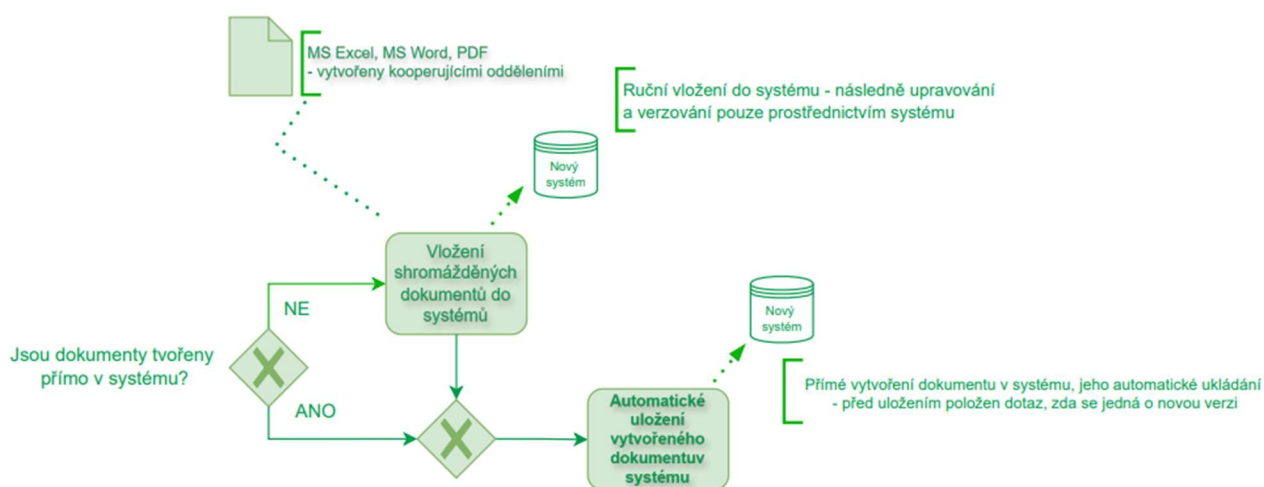 MS Excel, MS Word, PDF
- vytvořeny kooperujícími odděleními
Ruční vložení do systému - následně upravování
a verzování pouze prostřednictvím systému
Nový
systém
Vložení
shromážděných
dokumentů do
systémů
NE
Jsou dokumenty tvořeny
přímo v systému?
ANO
Nový
systém
Přímé vytvoření dokumentu v systému, jeho automatické ukládání
- před uložením položen dotaz, zda se jedná o novou verzi
Automatické
uložení
vytvořeného
dokumentuv
systému